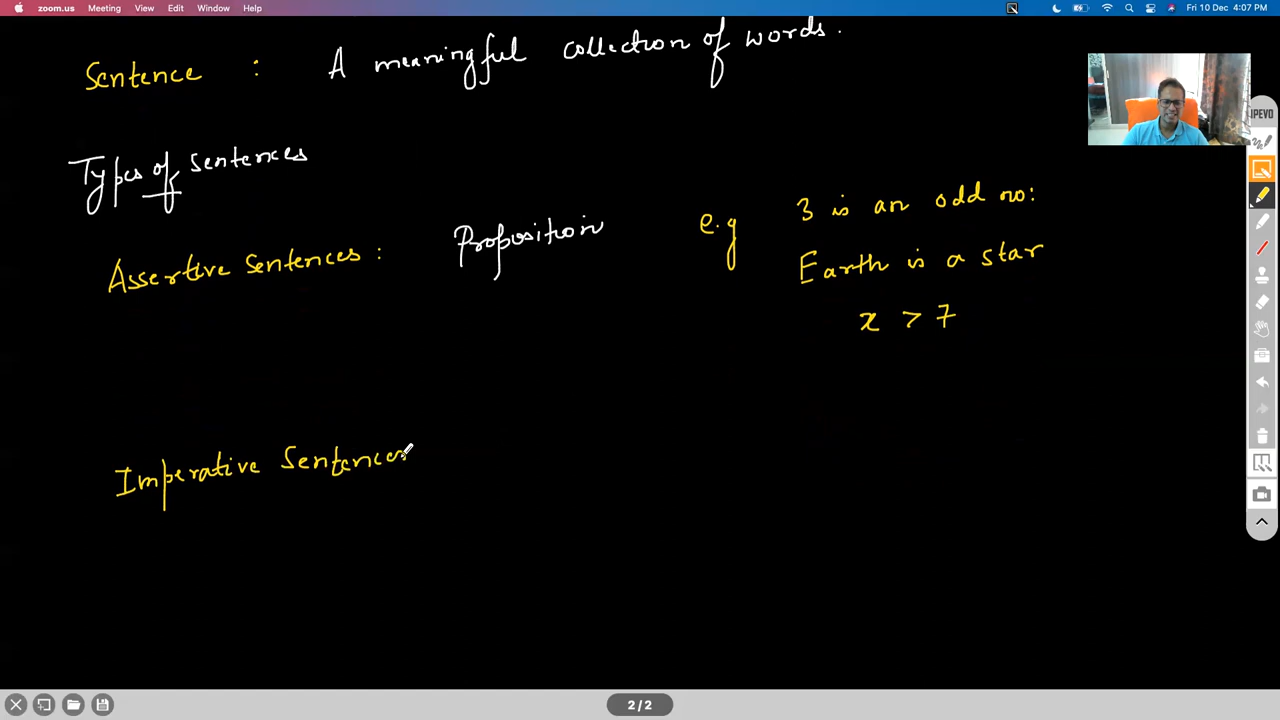 zoom.us Meeting View Edit Window Help Fri 10 Dec 4:07 PM
Sentence : A meaningful collection of words.
IPEVO
Types of sentences
Assertive Sentences : Proposition e.g 3 is an odd no:
Earth is a star
x > 7
Imperative Sentences
2 / 2